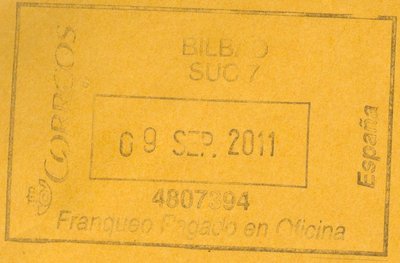 BILBAO
SUC 7
CORREOS
09 SEP. 2011
España
4807394
Franqueo Pagado en Oficina